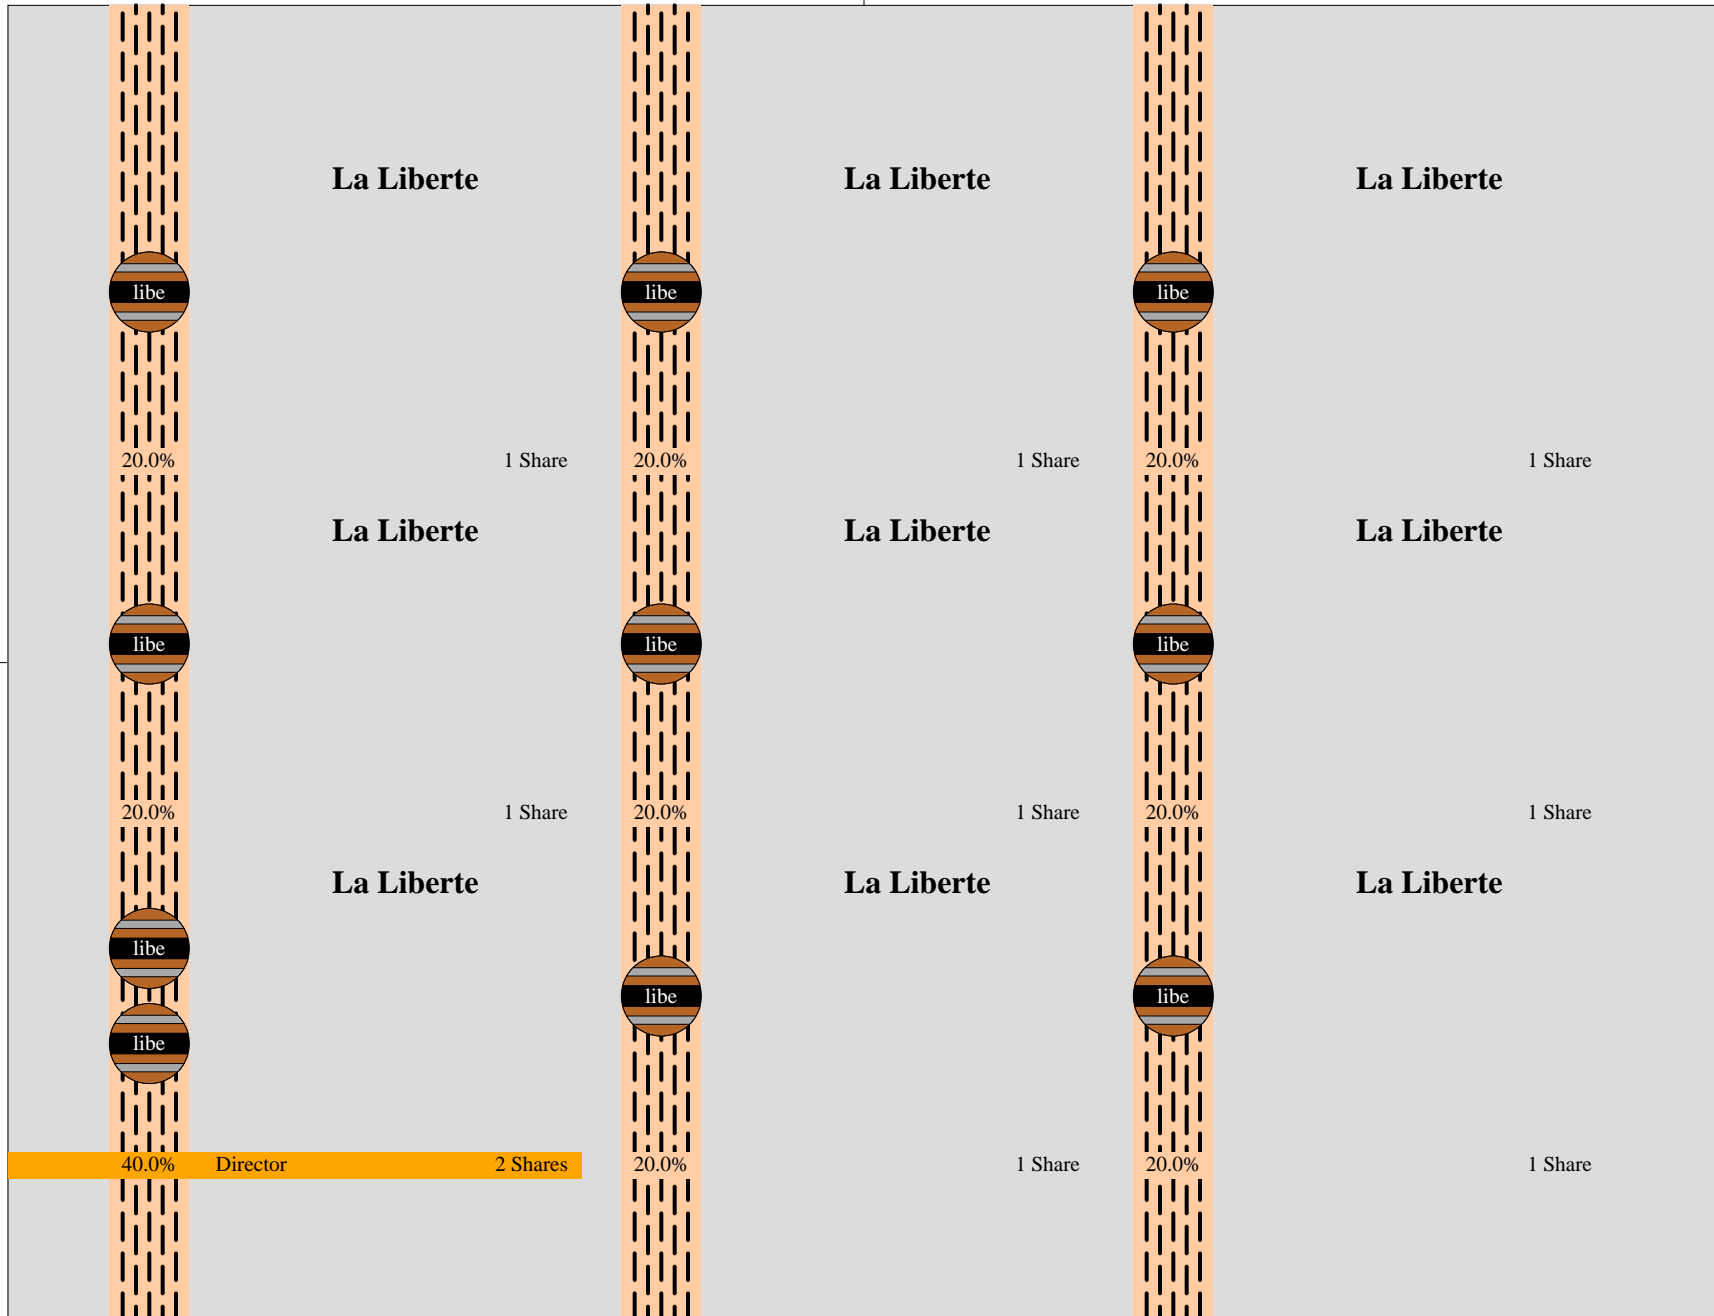 La Liberte La Liberte La Liberte
libe libe libe
20.0% 1 Share 20.0% 1 Share 20.0% 1 Share
La Liberte La Liberte La Liberte
libe libe libe
20.0% 1 Share 20.0% 1 Share 20.0% 1 Share
La Liberte La Liberte La Liberte
libe
libe libe
libe
40.0% Director 2 Shares 20.0% 1 Share 20.0% 1 Share